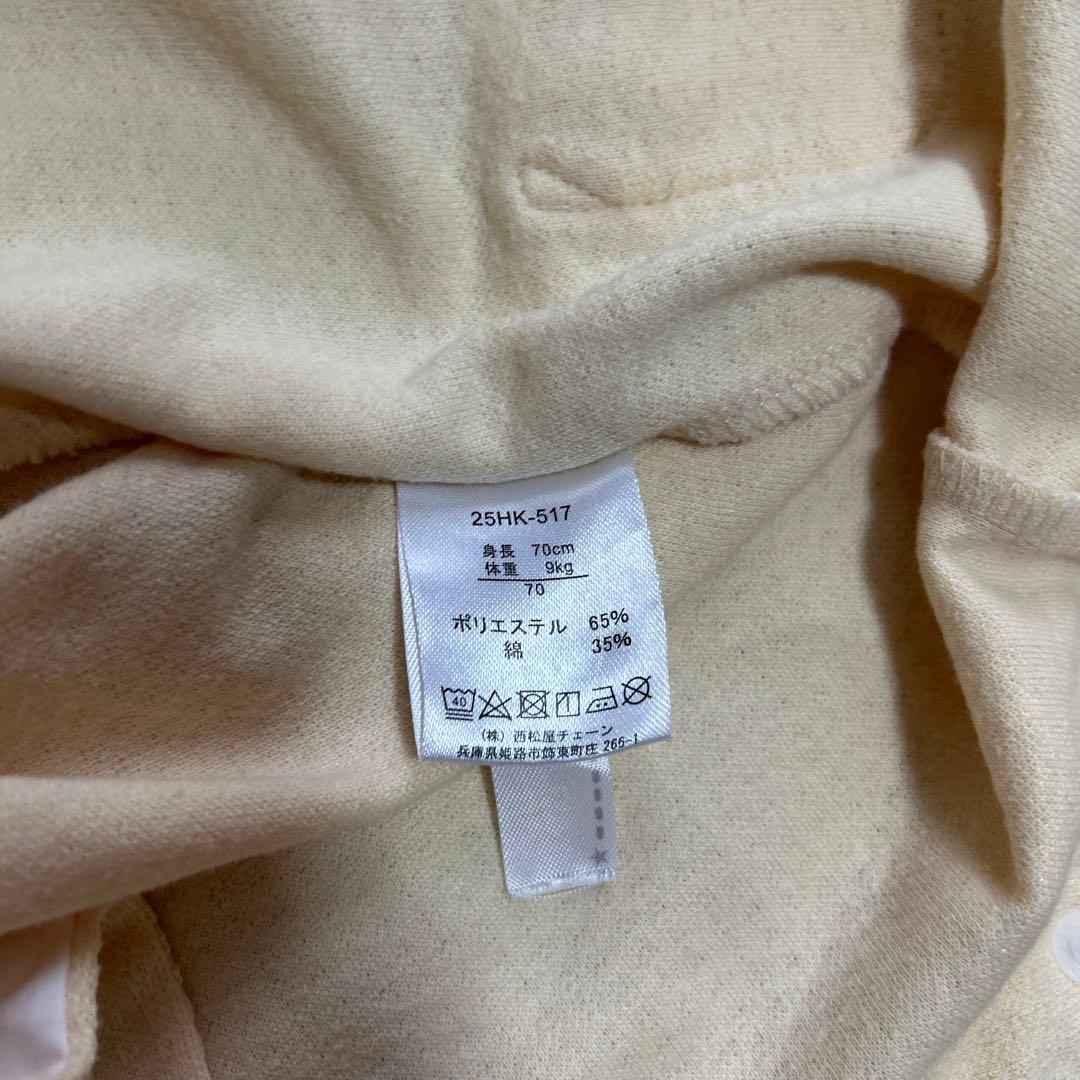 25HK-517
身長 70cm
体重 9kg
70
ポリエステル 65%
綿 35%
40
(株) 西松屋チェーン
兵庫県姫路市飾東町庄 266-1